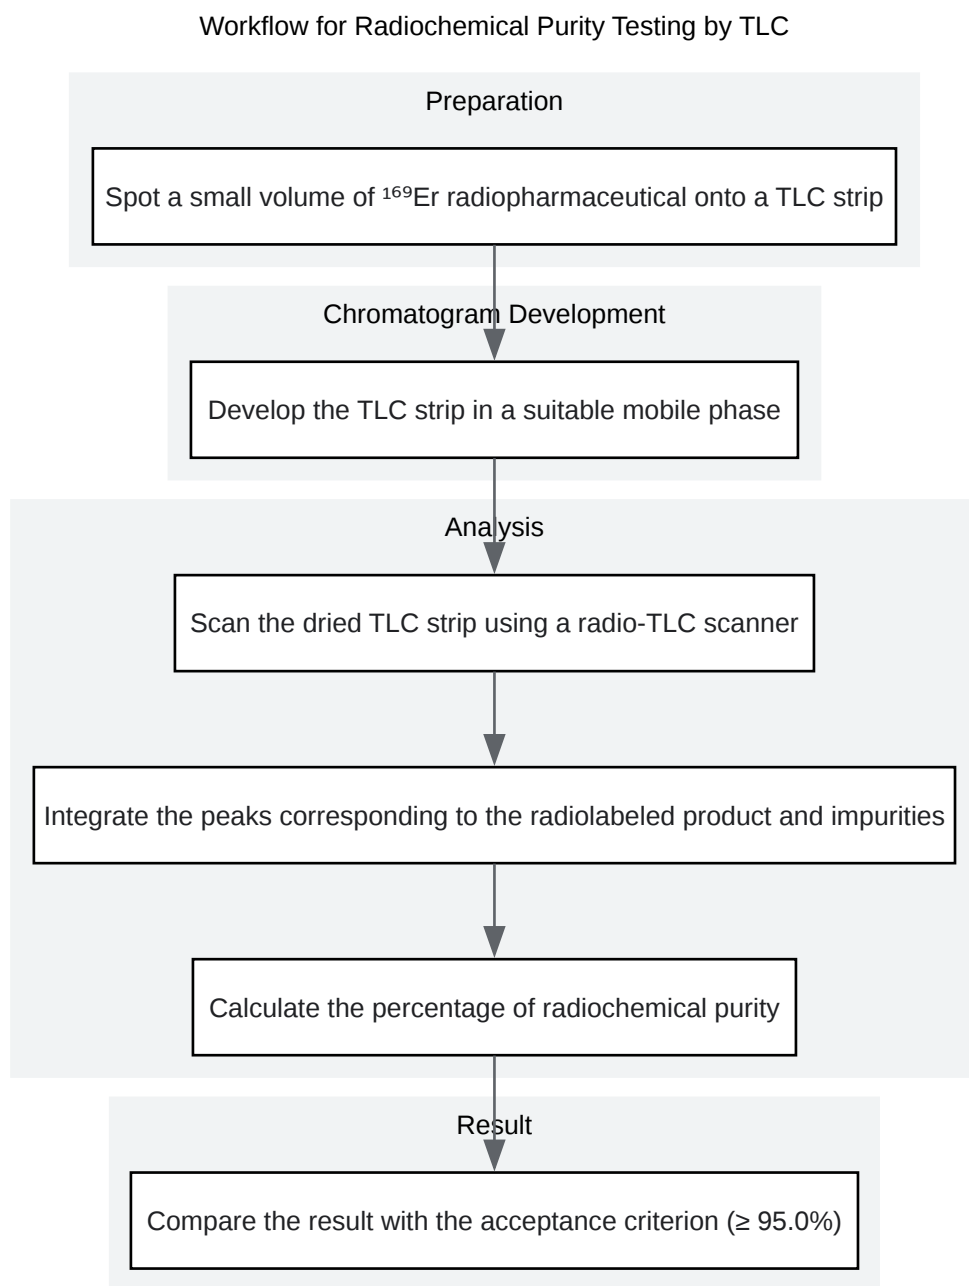 Workflow for Radiochemical Purity Testing by TLC
Preparation
Spot a small volume of ¹⁶⁹Er radiopharmaceutical onto a TLC strip
Chromatogram Development
Develop the TLC strip in a suitable mobile phase
Analysis
Scan the dried TLC strip using a radio-TLC scanner
Integrate the peaks corresponding to the radiolabeled product and impurities
Calculate the percentage of radiochemical purity
Result
Compare the result with the acceptance criterion (≥ 95.0%)